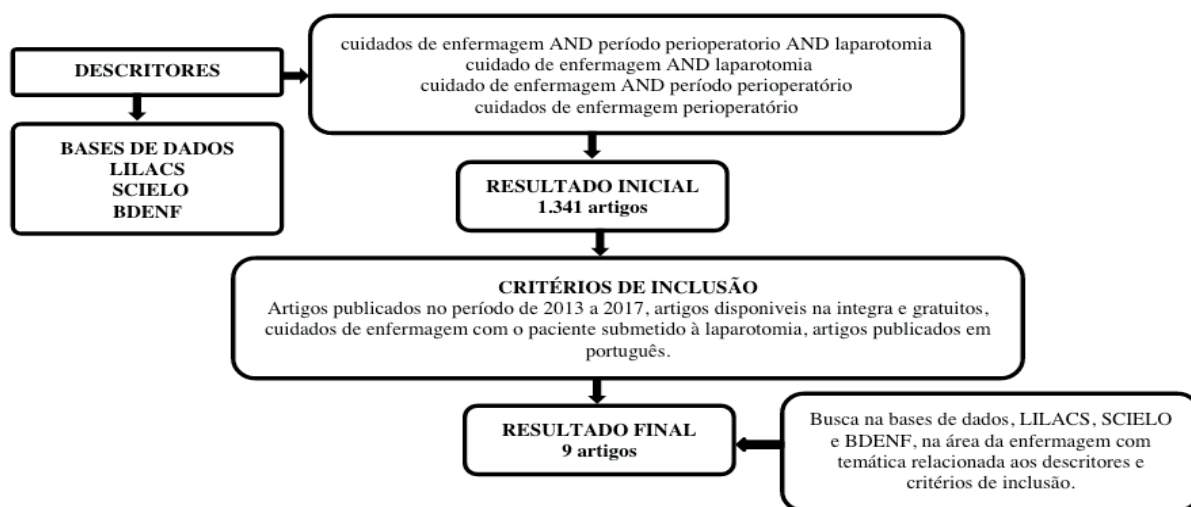 DESCRITORES
cuidados de enfermagem AND período perioperatorio AND laparotomia
cuidado de enfermagem AND laparotomia
cuidado de enfermagem AND período perioperatório
cuidados de enfermagem perioperatório
BASES DE DADOS
LILACS
SCIELO
BDENF
RESULTADO INICIAL
1.341 artigos
CRITÉRIOS DE INCLUSÃO
Artigos publicados no período de 2013 a 2017, artigos disponiveis na integra e gratuitos,
cuidados de enfermagem com o paciente submetido à laparotomia, artigos publicados em
português.
RESULTADO FINAL
9 artigos
Busca na bases de dados, LILACS, SCIELO
e BDENF, na área da enfermagem com
temática relacionada aos descritores e
critérios de inclusão.